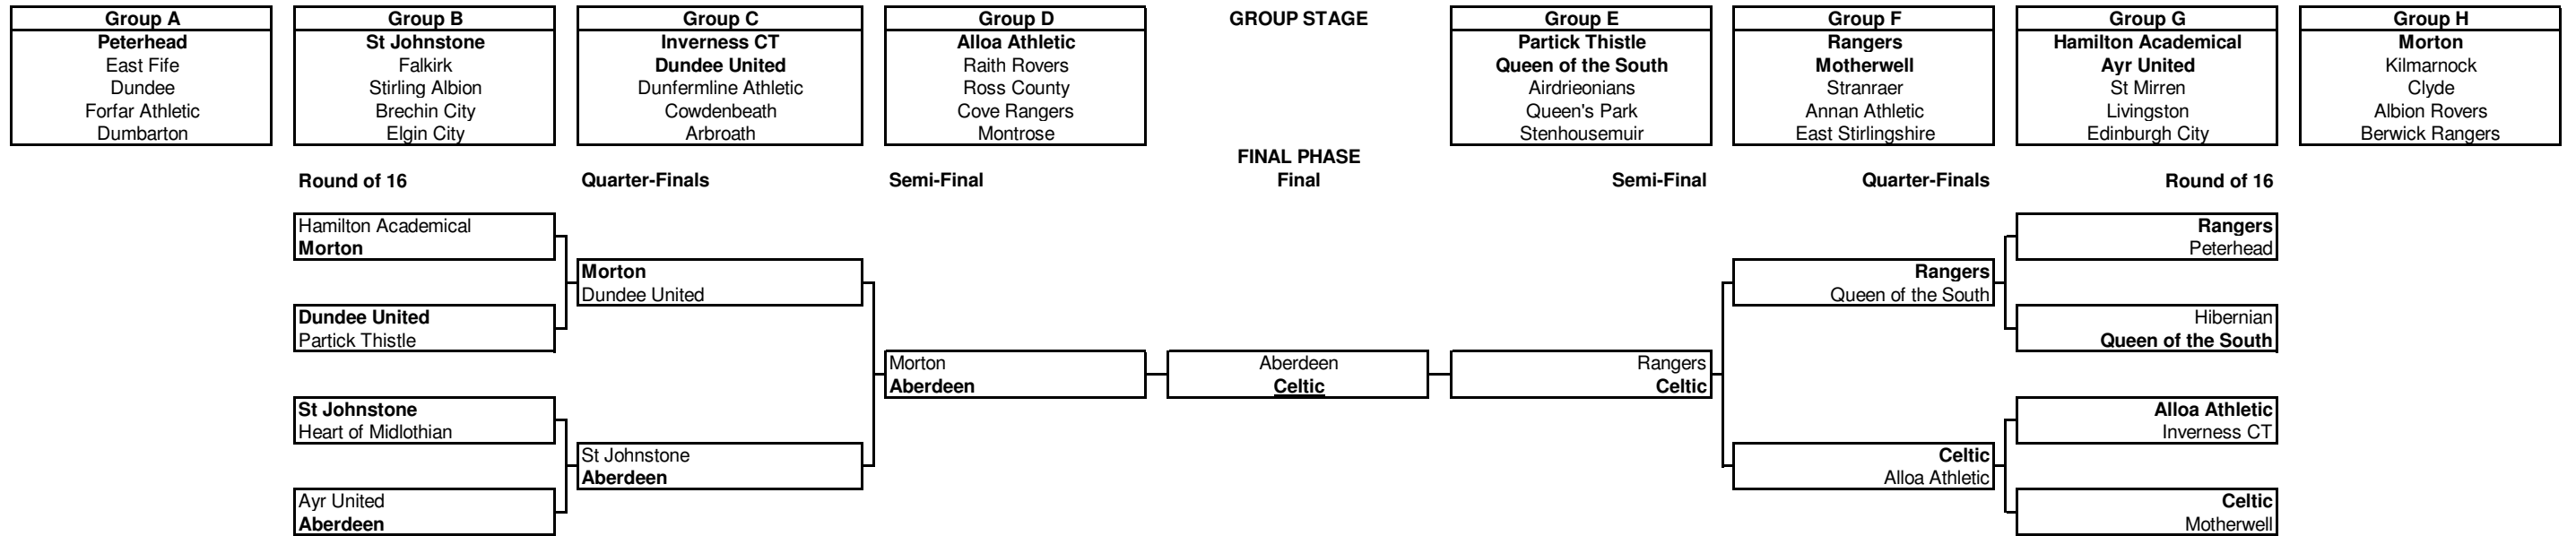 Group A
Peterhead
East Fife
Dundee
Forfar Athletic
Dumbarton
Group B
St Johnstone
Falkirk
Stirling Albion
Brechin City
Elgin City
Group C
Inverness CT
Dundee United
Dunfermline Athletic
Cowdenbeath
Arbroath
Group D
Alloa Athletic
Raith Rovers
Ross County
Cove Rangers
Montrose
GROUP STAGE
Group E
Partick Thistle
Queen of the South
Airdrieonians
Queen's Park
Stenhousemuir
Group F
Rangers
Motherwell
Stranraer
Annan Athletic
East Stirlingshire
Group G
Hamilton Academical
Ayr United
St Mirren
Livingston
Edinburgh City
Group H
Morton
Kilmarnock
Clyde
Albion Rovers
Berwick Rangers
FINAL PHASE
Round of 16
Quarter-Finals
Semi-Final
Final
Semi-Final
Quarter-Finals
Round of 16
Hamilton Academical
Morton
Dundee United
Partick Thistle
St Johnstone
Heart of Midlothian
Ayr United
Aberdeen
Morton
Dundee United
St Johnstone
Aberdeen
Morton
Aberdeen
Aberdeen
Celtic
Rangers
Celtic
Rangers
Queen of the South
Celtic
Alloa Athletic
Rangers
Peterhead
Hibernian
Queen of the South
Alloa Athletic
Inverness CT
Celtic
Motherwell